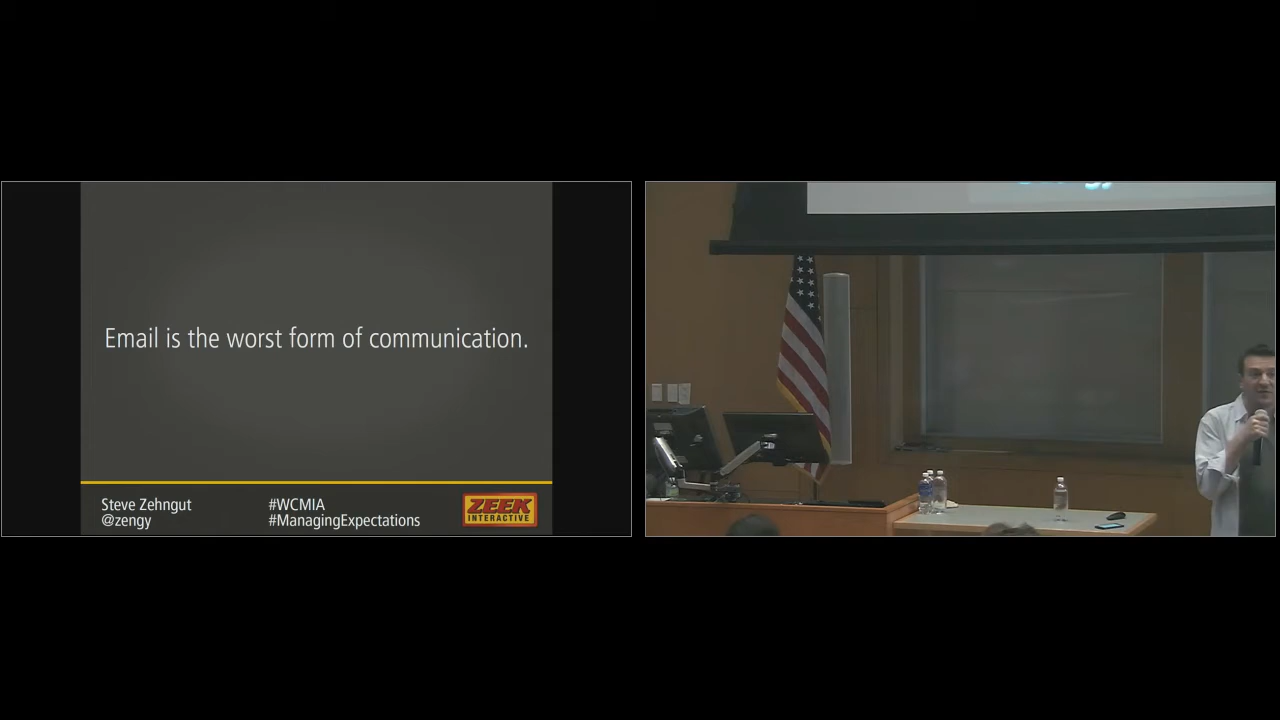 Email is the worst form of communication.
Steve Zehngut
@zengy
#WCMIA
#ManagingExpectations
ZEEK
INTERACTIVE